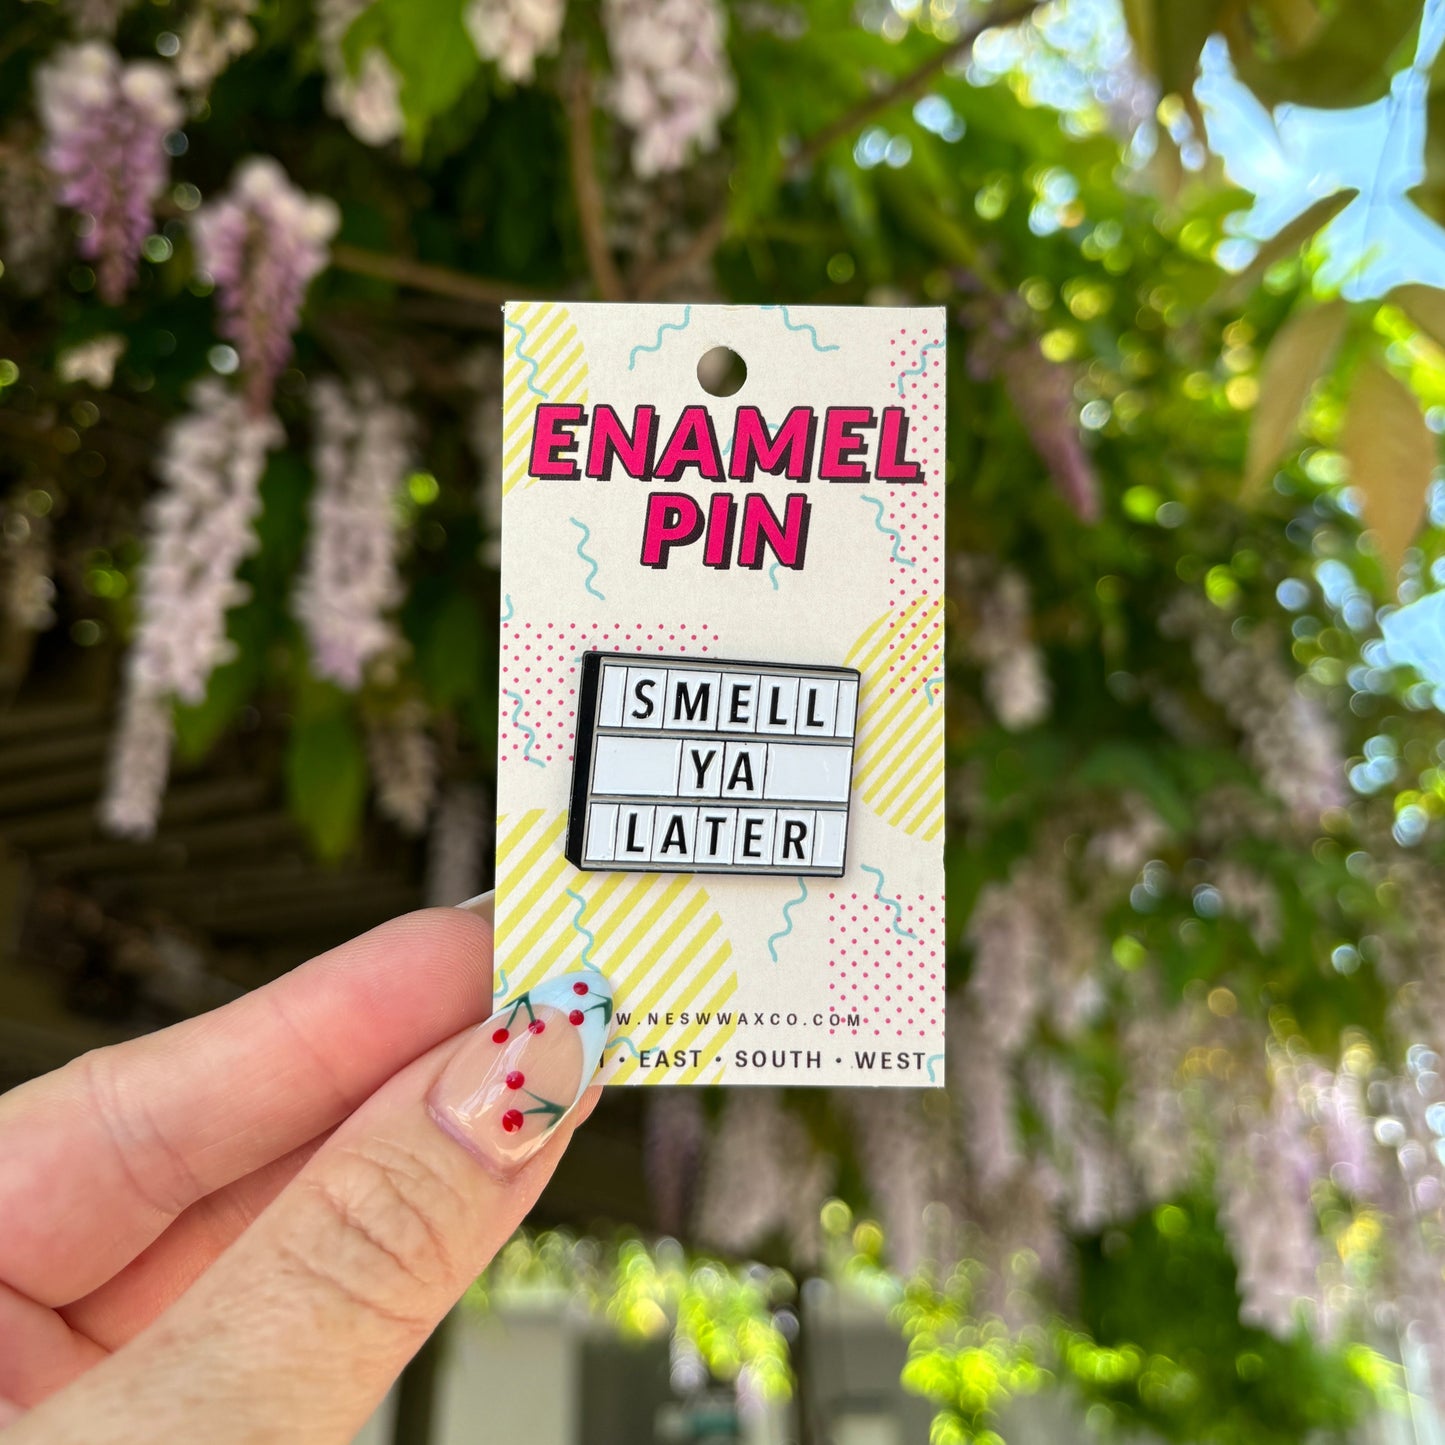 ENAMEL
PIN
SMELL
YA
LATER
W.NESWWAXCO.COM
· EAST · SOUTH · WEST